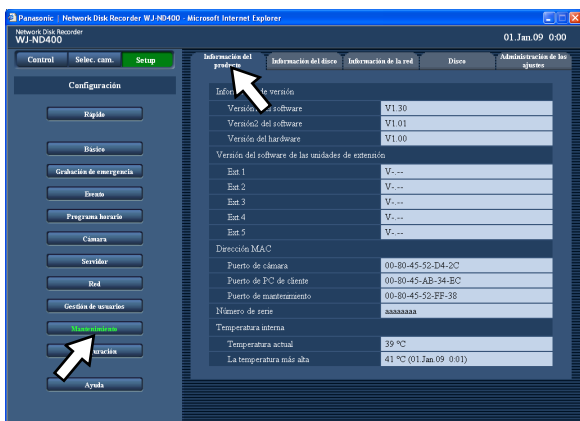 Panasonic | Network Disk Recorder WJ-ND400 - Microsoft Internet Explorer
Network Disk Recorder
WJ-ND400
01.Jan.09 0:00
Control Selec. cam. Setup
Información del producto Información del disco Información de la red Disco Administración de los ajustes
Configuración
Rápido
Básico
Grabación de emergencia
Evento
Programa horario
Cámara
Servidor
Red
Gestión de usuarios
Mantenimiento
Ayuda
de versión
Versión del software V1.30
Versión2 del software V1.01
Versión del hardware V1.00
Versión del software de las unidades de extensión
Ext.1 V-.--
Ext.2 V-.--
Ext.3 V-.--
Ext.4 V-.--
Ext.5 V-.--
Dirección MAC
Puerto de cámara 00-80-45-52-D4-2C
Puerto de PC de cliente 00-80-45-AB-34-EC
Puerto de mantenimiento 00-80-45-52-FF-38
Número de serie aaaaaaaa
Temperatura interna
Temperatura actual 39 °C
La temperatura más alta 41 °C (01.Jan.09 0:01)